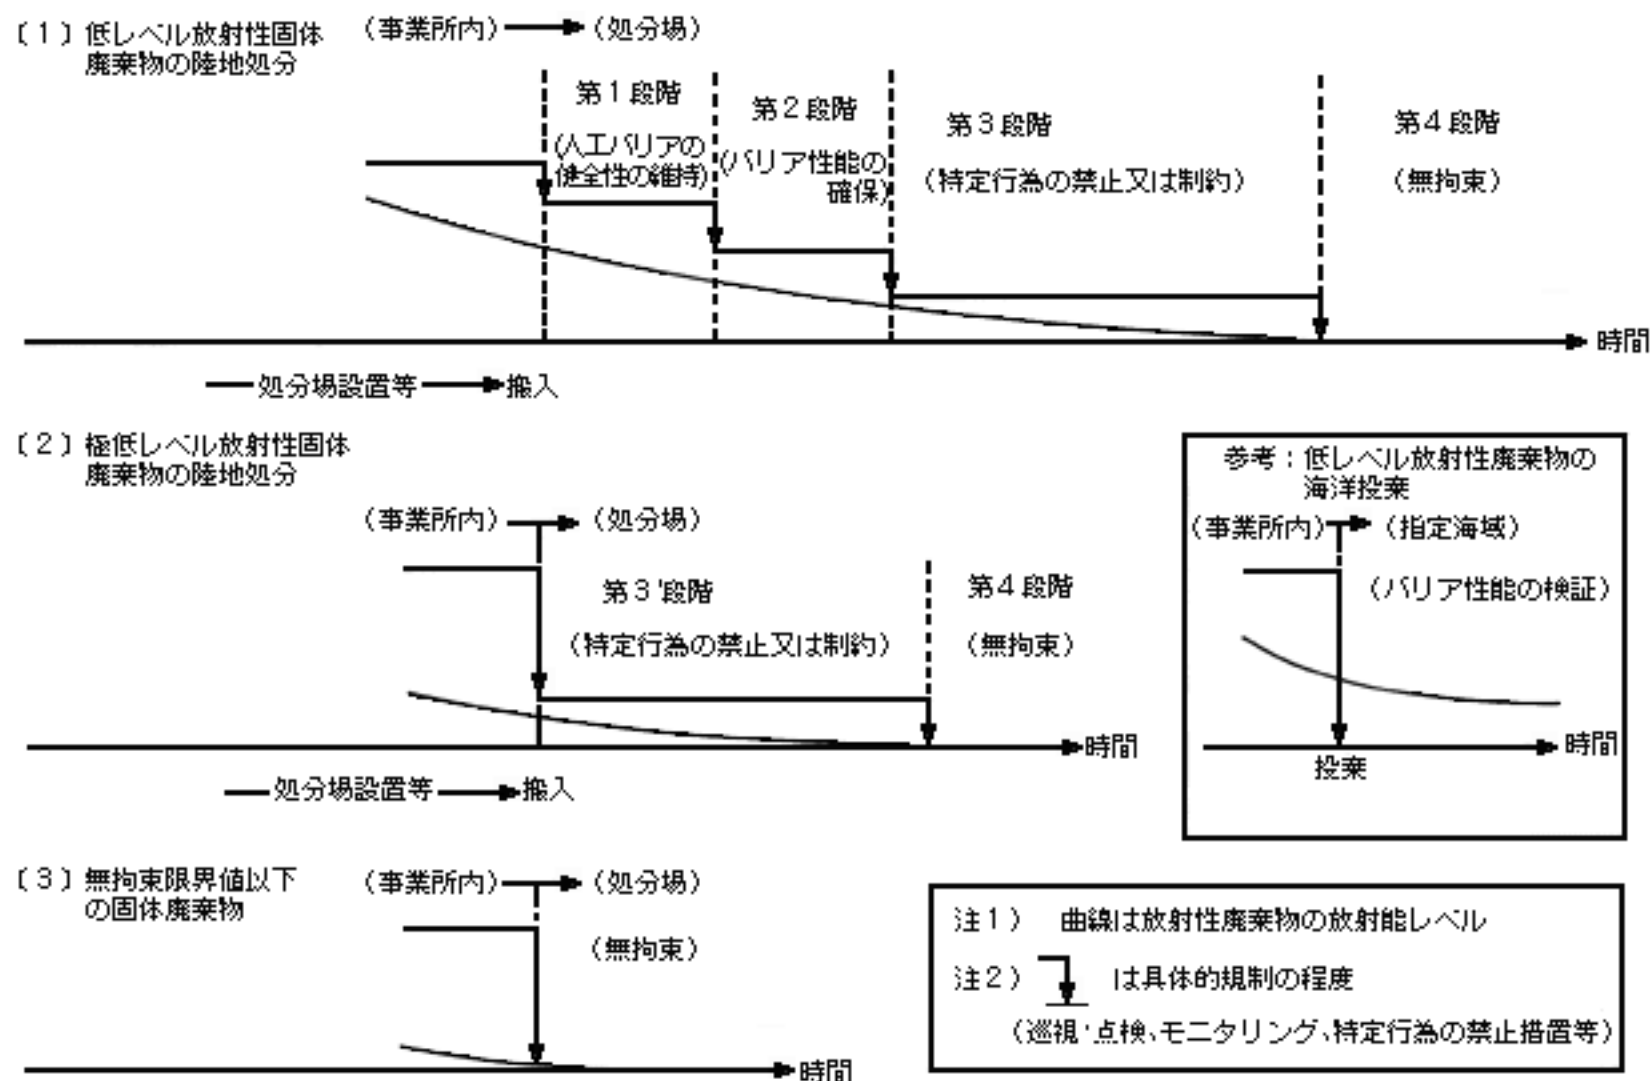 〔１〕低レベル放射性固体
廃棄物の陸地処分
（事業所内）（処分場）
第１段階
（人工バリアの
健全性の維持）
第２段階
（バリア性能の
確保）
第３段階
（特定行為の禁止又は制約）
第４段階
（無拘束）
時間
処分場設置等 搬入
〔２〕極低レベル放射性固体
廃棄物の陸地処分
（事業所内）（処分場）
第３'段階
（特定行為の禁止又は制約）
第４段階
（無拘束）
時間
処分場設置等 搬入
参考：低レベル放射性廃棄物の
海洋投棄
（事業所内）（指定海域）
（バリア性能の検証）
時間
投棄
〔３〕無拘束限界値以下
の固体廃棄物
（事業所内）（処分場）
（無拘束）
時間
注１） 曲線は放射性廃棄物の放射能レベル
注２） は具体的規制の程度
（巡視・点検、モニタリング、特定行為の禁止措置等）